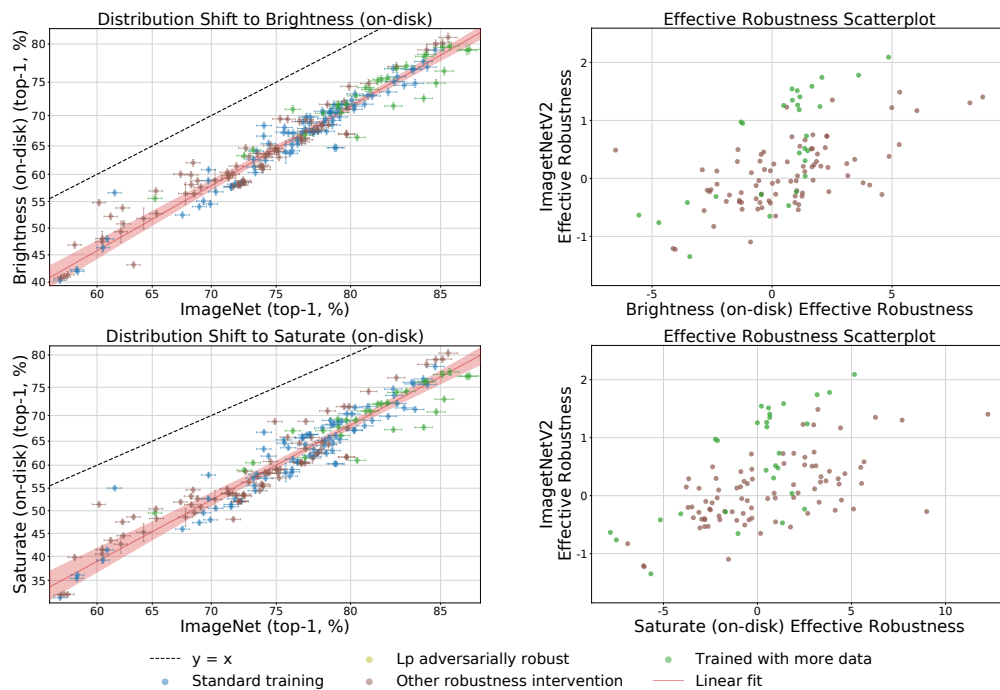 Distribution Shift to Brightness (on-disk)
Brightness (on-disk) (top-1, %)
80
75
70
65
60
55
50
45
40
60
65
70
75
80
85
ImageNet (top-1, %)
Effective Robustness Scatterplot
ImagetNetV2
Effective Robustness
2
1
0
-1
-5
0
5
Brightness (on-disk) Effective Robustness
Distribution Shift to Saturate (on-disk)
Saturate (on-disk) (top-1, %)
80
75
70
65
60
55
50
45
40
35
60
65
70
75
80
85
ImageNet (top-1, %)
Effective Robustness Scatterplot
ImagetNetV2
Effective Robustness
2
1
0
-1
-5
0
5
10
Saturate (on-disk) Effective Robustness
y = x
Lp adversarially robust
Trained with more data
Standard training
Other robustness intervention
Linear fit